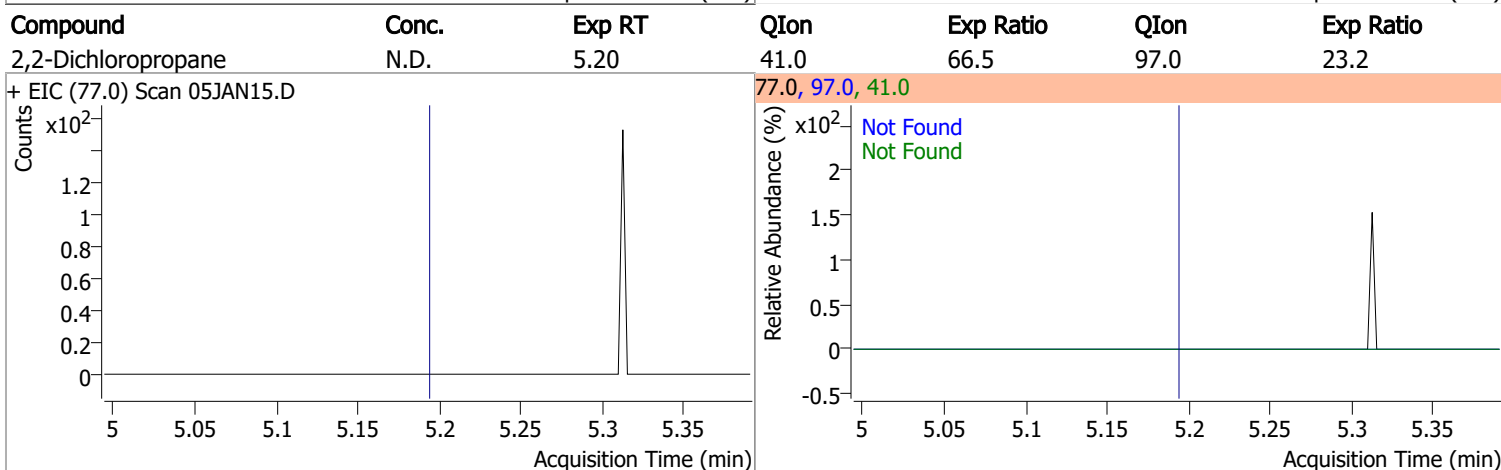 Compound Conc. Exp RT QIon Exp Ratio QIon Exp Ratio
2,2-Dichloropropane N.D. 5.20 41.0 66.5 97.0 23.2
+ EIC (77.0) Scan 05JAN15.D
Counts
x10²
1.2
1
0.8
0.6
0.4
0.2
0
5 5.05 5.1 5.15 5.2 5.25 5.3 5.35
Acquisition Time (min)
77.0, 97.0, 41.0
Relative Abundance (%)
x10²
Not Found
Not Found
2
1.5
1
0.5
0
-0.5
5 5.05 5.1 5.15 5.2 5.25 5.3 5.35
Acquisition Time (min)